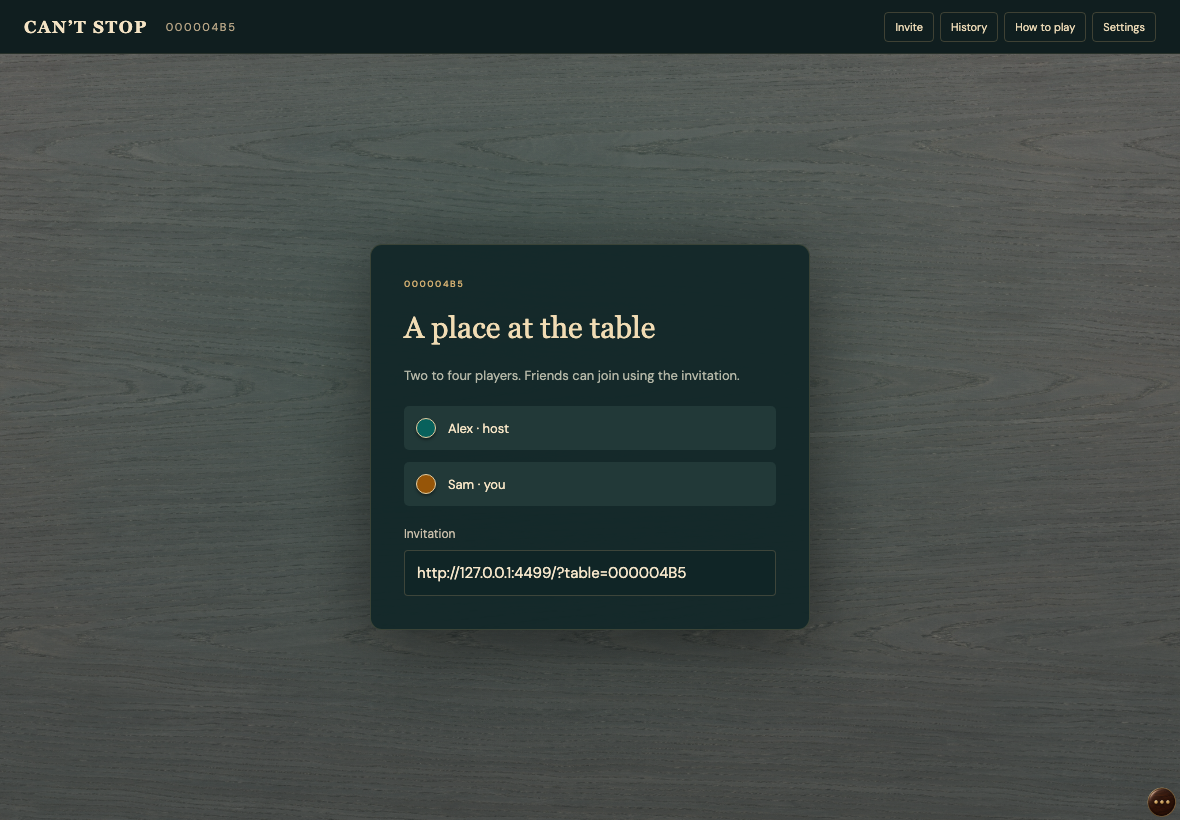 CAN'T STOP 000004B5 Invite History How to play Settings
000004B5
A place at the table
Two to four players. Friends can join using the invitation.
Alex · host
Sam · you
Invitation
http://127.0.0.1:4499/?table=000004B5